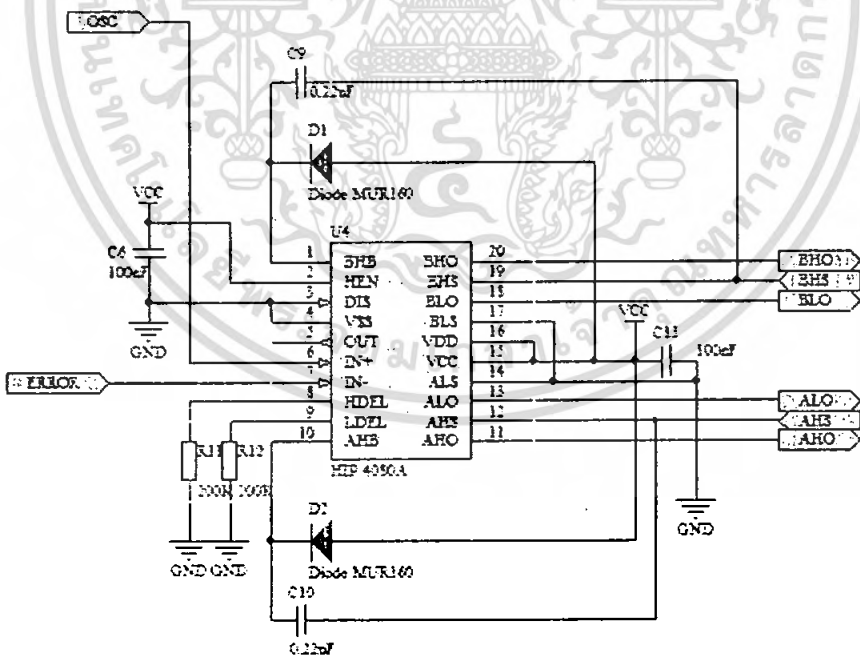 OSC
C9
0.22uF
D1
Diode MUR160
VCC
C6
100nF
GND
U4
1 BHB BHO 20
2 HEN BHS 19
3 DIS BLO 18
4 VSS BLS 17
5 OUT VDD 16
6 IN+ VCC 15
7 IN- ALS 14
8 HDEL ALO 13
9 LDEL AHS 12
10 AHB AHO 11
HIP 4080A
BHO
BHS
BLO
VCC
100nF
ERROR
ALO
AHS
AHO
R11
R12
GND
GND
GND
D2
Diode MUR160
C10
0.22uF